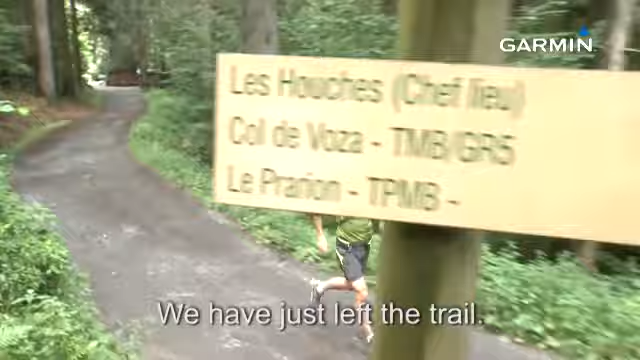 GARMIN
Les Houches (Chef lieu)
Col de Voza - TMB/GR5
Le Prarion - TPMB -
We have just left the trail.